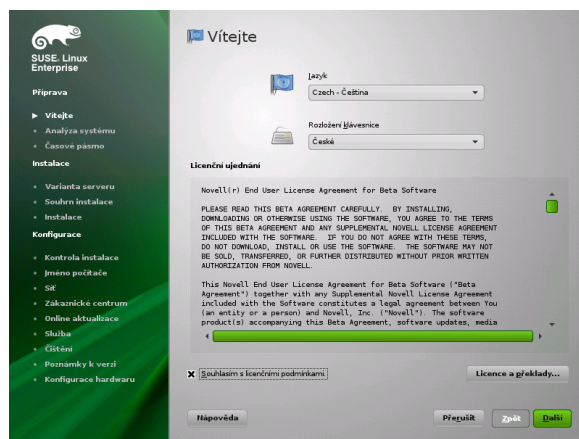 SUSE. Linux
Enterprise
Příprava
Vítejte
Analýza systému
Časové pásmo
Instalace
Varianta serveru
Souhrn instalace
Instalace
Konfigurace
Kontrola instalace
Jméno počítače
Síť
Zákaznické centrum
Online aktualizace
Služba
Čištění
Poznámky k verzi
Konfigurace hardwaru
Vítejte
Jazyk
Czech - Čeština
Rozložení klávesnice
České
Licenční ujednání
Novell(r) End User License Agreement for Beta Software
PLEASE READ THIS BETA AGREEMENT CAREFULLY. BY INSTALLING,
DOWNLOADING OR OTHERWISE USING THE SOFTWARE, YOU AGREE TO THE TERMS
OF THIS BETA AGREEMENT AND ANY SUPPLEMENTAL NOVELL LICENSE AGREEMENT
INCLUDED WITH THE SOFTWARE. IF YOU DO NOT AGREE WITH THESE TERMS,
DO NOT DOWNLOAD, INSTALL OR USE THE SOFTWARE. THE SOFTWARE MAY NOT
BE SOLD, TRANSFERRED, OR FURTHER DISTRIBUTED WITHOUT PRIOR WRITTEN
AUTHORIZATION FROM NOVELL.
This Novell End User License Agreement for Beta Software ("Beta
Agreement") together with any Supplemental Novell License Agreement
included with the Software constitutes a legal agreement between You
(an entity or a person) and Novell, Inc. ("Novell"). The software
product(s) accompanying this Beta Agreement, software updates, media
Souhlasím s licenčními podmínkami.
Licence a překlady...
Nápověda
Přerušit
Zpět
Další